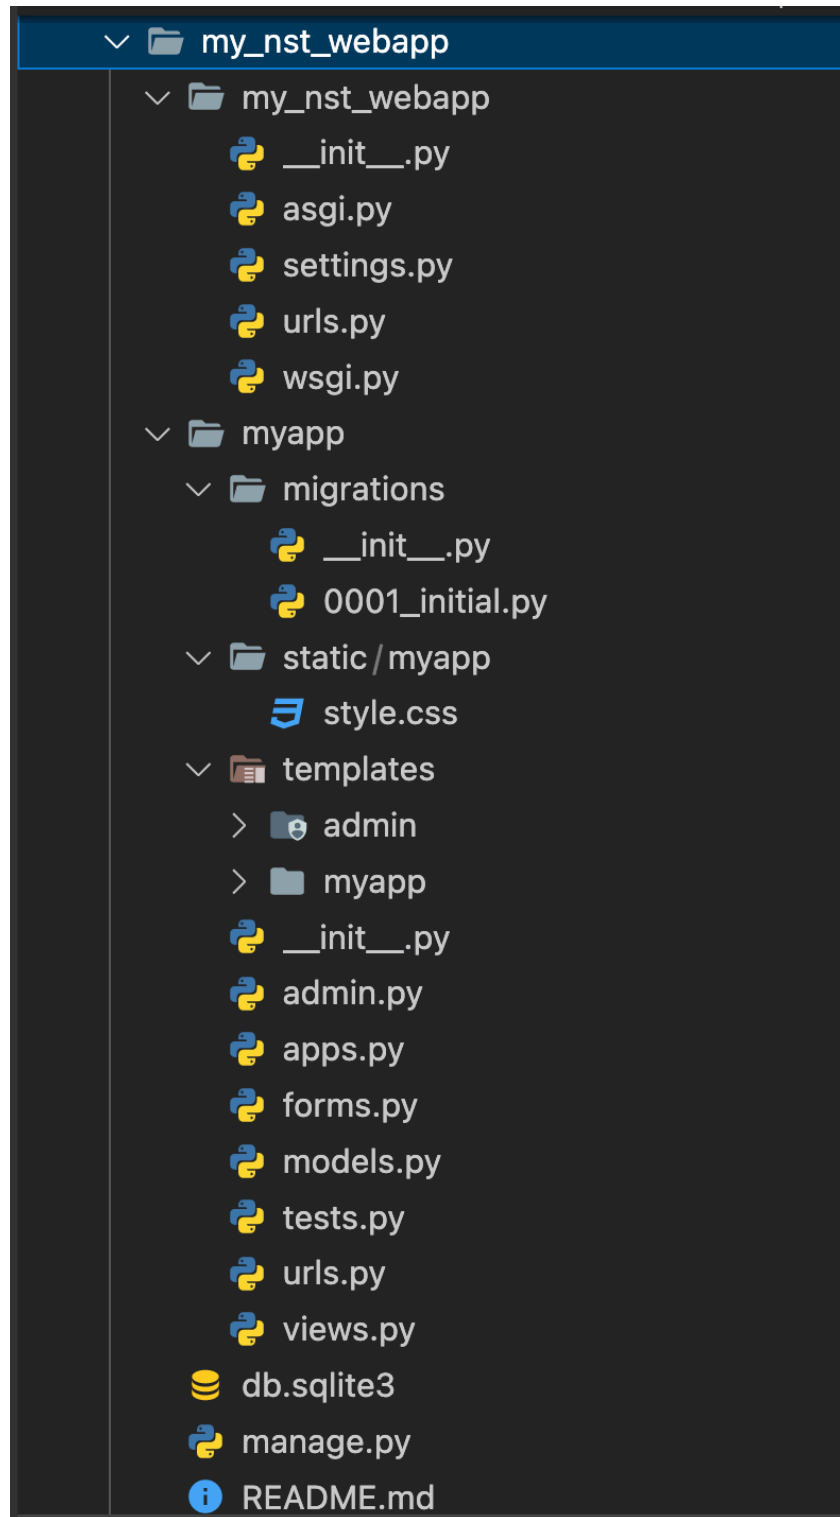 my_nst_webapp
my_nst_webapp
__init__.py
asgi.py
settings.py
urls.py
wsgi.py
myapp
migrations
__init__.py
0001_initial.py
static/myapp
style.css
templates
admin
myapp
__init__.py
admin.py
apps.py
forms.py
models.py
tests.py
urls.py
views.py
db.sqlite3
manage.py
README.md